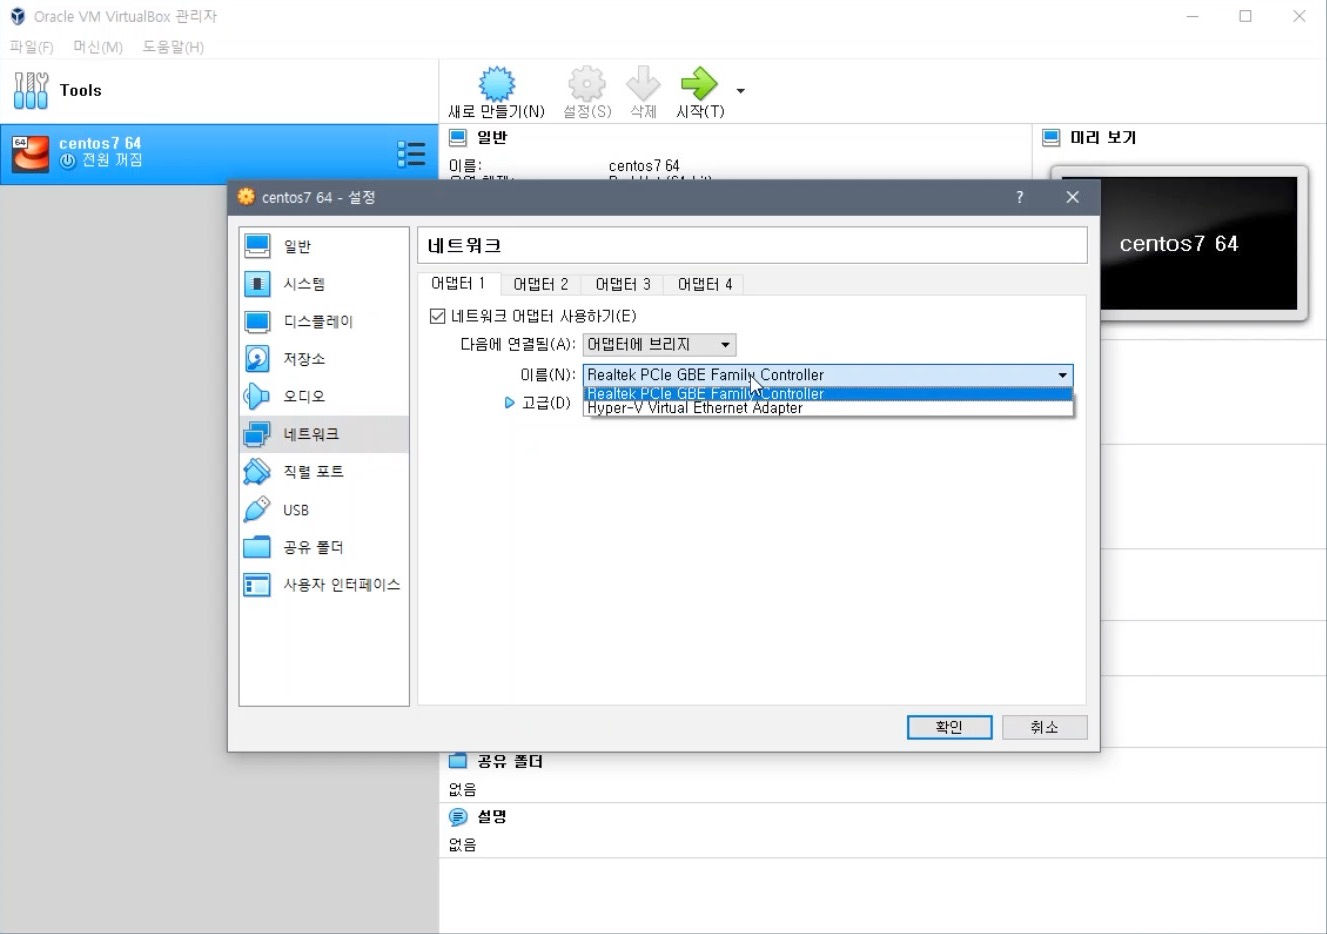 Oracle VM VirtualBox 관리자
파일(F) 머신(M) 도움말(H)
Tools
새로 만들기(N) 설정(S) 삭제 시작(T)
64 centos7 64
전원 꺼짐
일반
미리 보기
이름: centos7 64
centos7 64 - 설정 ?
centos7 64
일반
시스템
디스플레이
저장소
오디오
네트워크
직렬 포트
USB
공유 폴더
사용자 인터페이스
네트워크
어댑터 1 어댑터 2 어댑터 3 어댑터 4
네트워크 어댑터 사용하기(E)
다음에 연결됨(A): 어댑터에 브리지
이름(N): Realtek PCIe GBE Family Controller
Realtek PCIe GBE Family Controller
고급(D) Hyper-V Virtual Ethernet Adapter
확인 취소
공유 폴더
없음
설명
없음